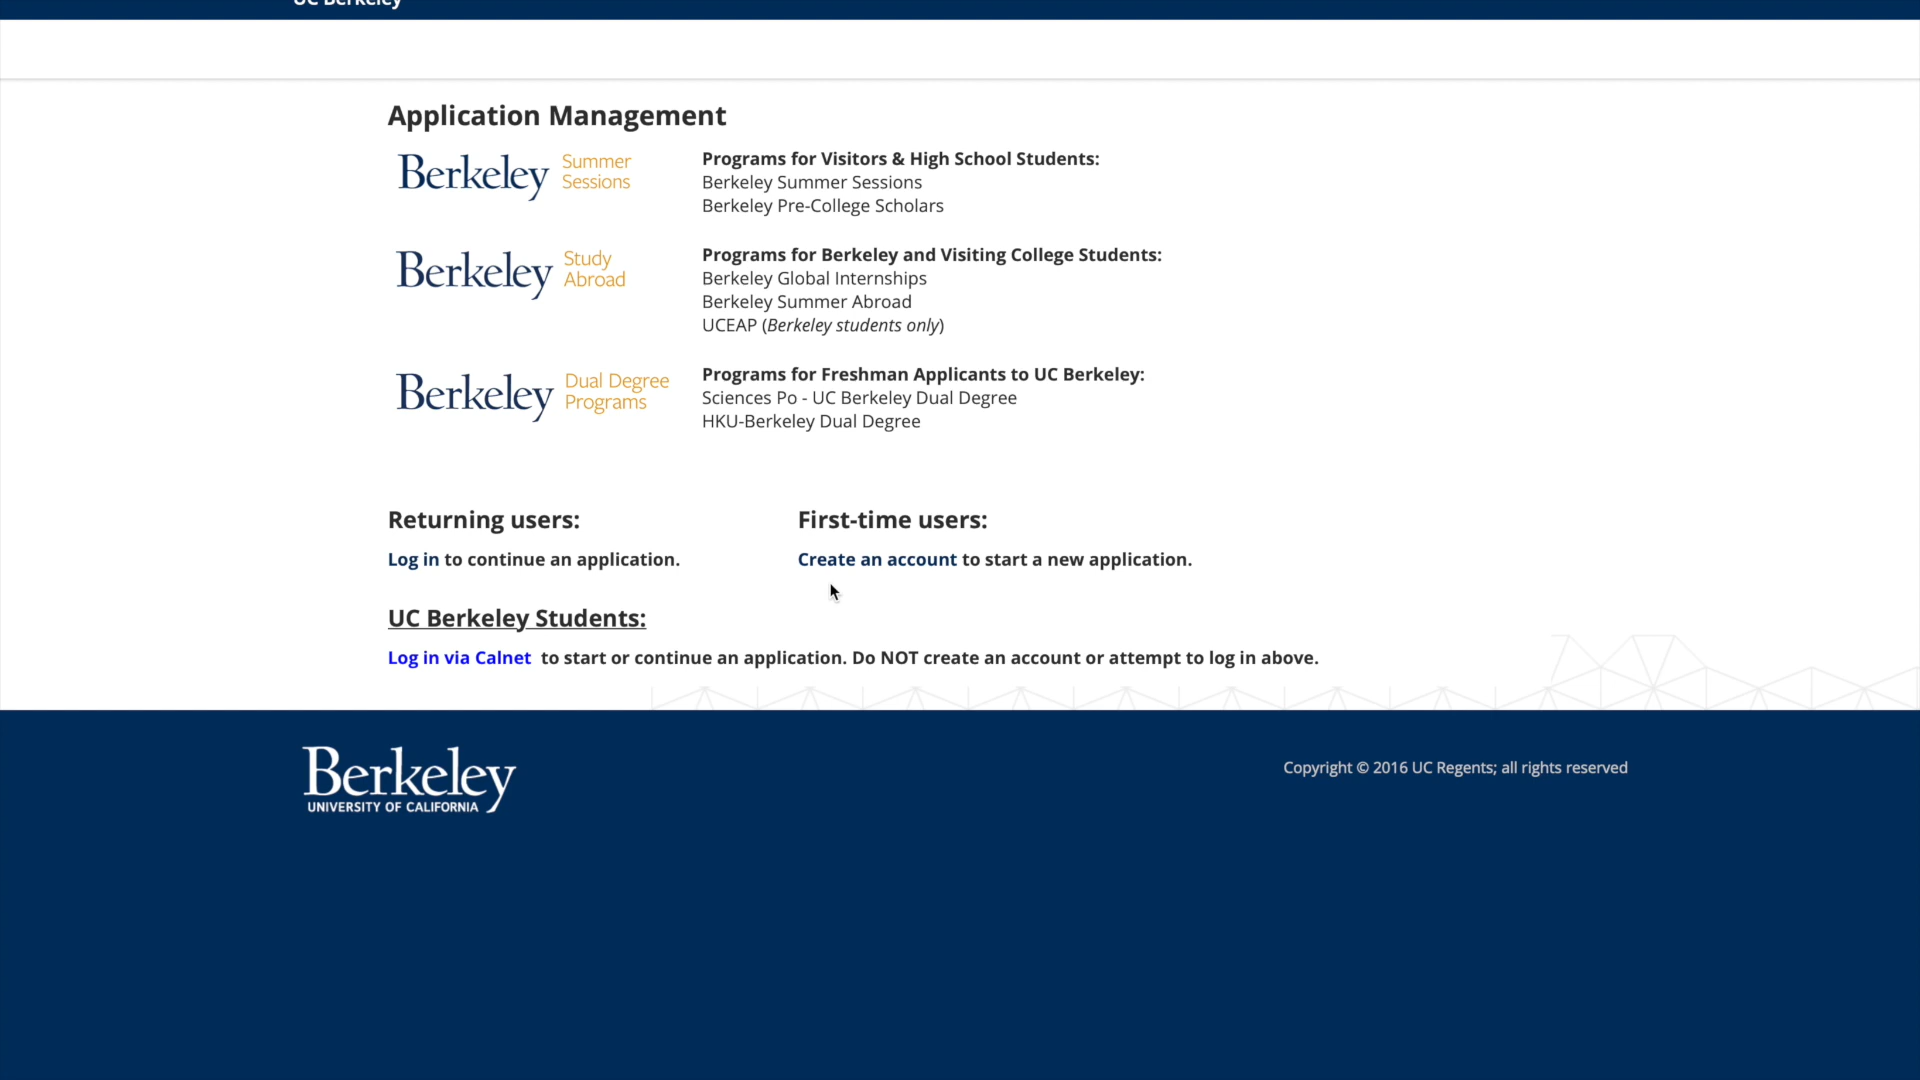 UC Berkeley
Application Management
Berkeley Summer Sessions
Programs for Visitors & High School Students:
Berkeley Summer Sessions
Berkeley Pre-College Scholars
Berkeley Study Abroad
Programs for Berkeley and Visiting College Students:
Berkeley Global Internships
Berkeley Summer Abroad
UCEAP (Berkeley students only)
Berkeley Dual Degree Programs
Programs for Freshman Applicants to UC Berkeley:
Sciences Po - UC Berkeley Dual Degree
HKU-Berkeley Dual Degree
Returning users:
Log in to continue an application.
First-time users:
Create an account to start a new application.
UC Berkeley Students:
Log in via Calnet to start or continue an application. Do NOT create an account or attempt to log in above.
Berkeley
UNIVERSITY OF CALIFORNIA
Copyright © 2016 UC Regents; all rights reserved